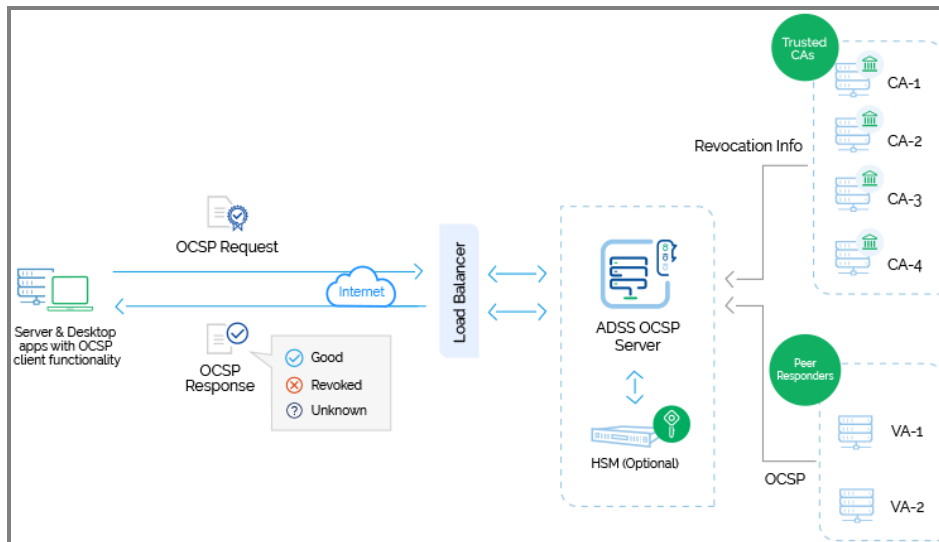 Trusted
CAs
CA-1
CA-2
Revocation Info
CA-3
CA-4
OCSP Request
Internet
Load Balancer
Server & Desktop
apps with OCSP
client functionality
OCSP
Response
Good
Revoked
Unknown
ADSS OCSP
Server
HSM (Optional)
Peer
Responders
VA-1
OCSP
VA-2